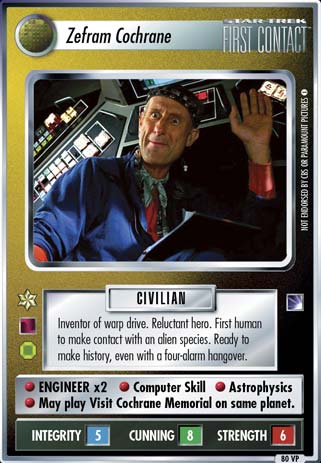 Zefram Cochrane
STAR TREK
FIRST CONTACT
NOT ENDORSED BY CBS OR PARAMOUNT PICTURES
CIVILIAN
Inventor of warp drive. Reluctant hero. First human
to make contact with an alien species. Ready to
make history, even with a four-alarm hangover.
ENGINEER x2 Computer Skill Astrophysics
May play Visit Cochrane Memorial on same planet.
INTEGRITY 5 CUNNING 8 STRENGTH 6
80 VP